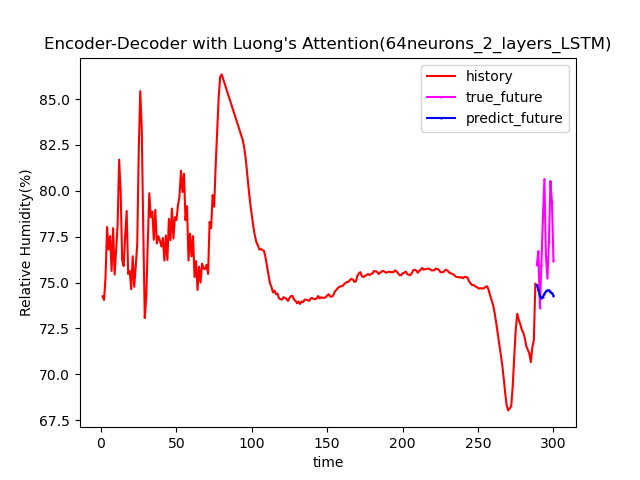 Encoder-Decoder with Luong's Attention(64neurons_2_layers_LSTM)
history
true_future
predict_future
Relative Humidity(%)
85.0
82.5
80.0
77.5
75.0
72.5
70.0
67.5
0 50 100 150 200 250 300
time